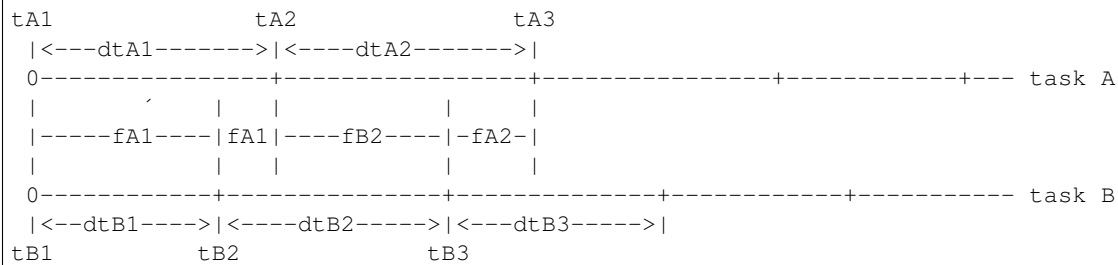 tA1 tA2 tA3
|<---dtA1------->|<----dtA2------->|
0----------------+-----------------+----------------+------------+--- task A
| ´ | | | |
|-----fA1----|fA1|----fB2----|-fA2-|
| | | | |
0------------+---------------+--------------+------------+----------- task B
|<--dtB1---->|<----dtB2----->|<---dtB3----->|
tB1 tB2 tB3